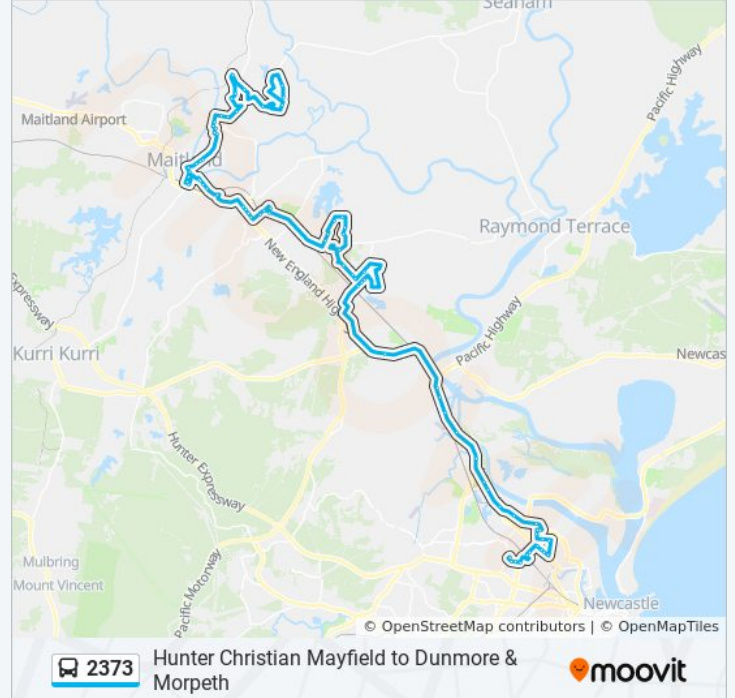 Seaham
Pacific Highway
Maitland Airport
Maitland
Raymond Terrace
New England Hig
Expressway
Kurri Kurri
Pacific Highway
Newcas
Hunter Expressway
Mulbring
Mount Vincent
Pacific Motorway
Newcastle
© OpenStreetMap contributors | © OpenMapTiles
2373
Hunter Christian Mayfield to Dunmore &
Morpeth
moovit